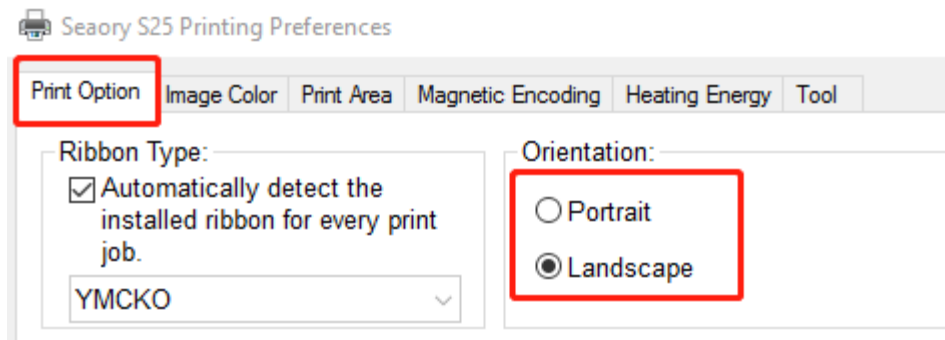 Seaory S25 Printing Preferences
Print Option Image Color Print Area Magnetic Encoding Heating Energy Tool
Ribbon Type:
Automatically detect the
installed ribbon for every print
job.
YMCKO
Orientation:
Portrait
Landscape